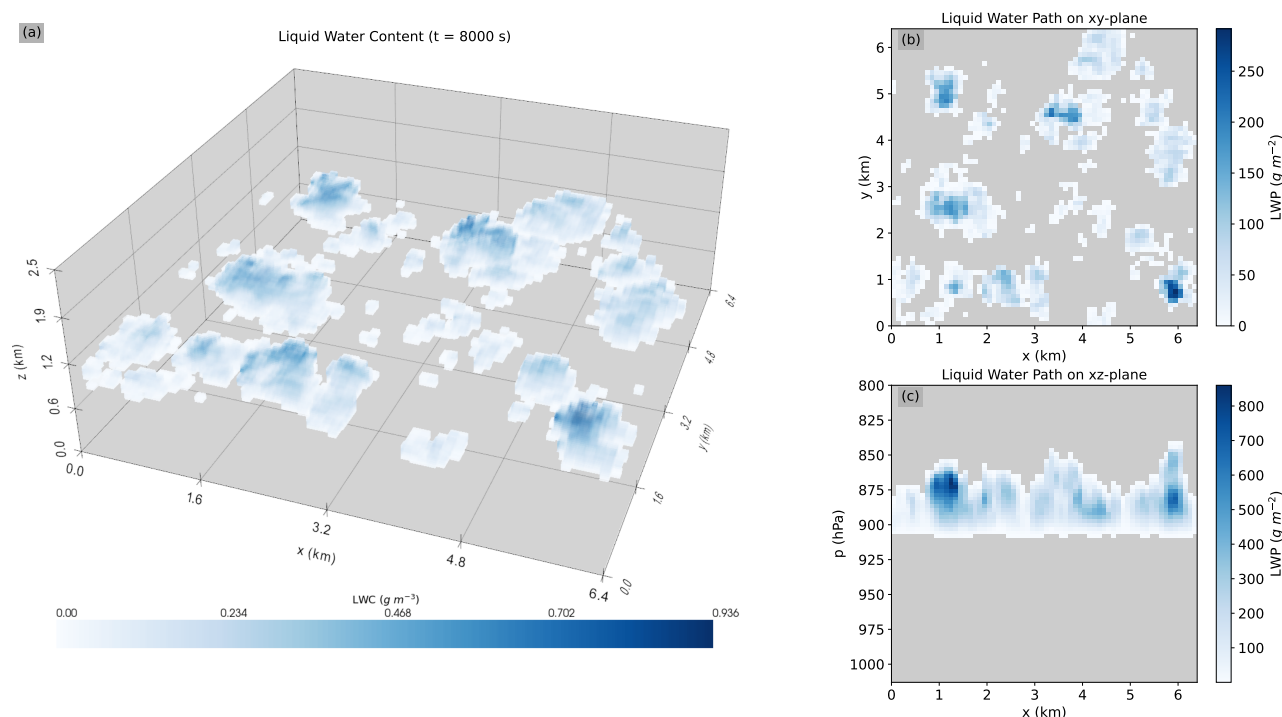 (a)
Liquid Water Content (t = 8000 s)
2.5
1.9
1.2
0.6
0.0
z (km)
0.0
1.6
3.2
4.8
6.4
x (km)
0.0
1.6
3.2
4.8
6.4
y (km)
LWC (g m⁻³)
0.00 0.234 0.468 0.702 0.936
Liquid Water Path on xy-plane
(b)
6
5
4
3
2
1
0
y (km)
0 1 2 3 4 5 6
x (km)
250
200
150
100
50
0
LWP (g m⁻²)
Liquid Water Path on xz-plane
(c)
800
825
850
875
900
925
950
975
1000
p (hPa)
0 1 2 3 4 5 6
x (km)
800
700
600
500
400
300
200
100
LWP (g m⁻²)